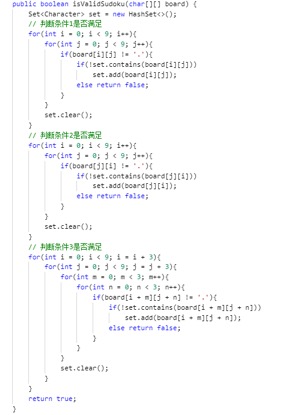 public boolean isValidSudoku(char[][] board) {
    Set<Character> set = new HashSet<>();
    // 判断条件1是否满足
    for(int i = 0; i < 9; i++){
        for(int j = 0; j < 9; j++){
            if(board[i][j] != '.'){
                if(!set.contains(board[i][j]))
                    set.add(board[i][j]);
                else return false;
            }
        }
        set.clear();
    }
    // 判断条件2是否满足
    for(int i = 0; i < 9; i++){
        for(int j = 0; j < 9; j++){
            if(board[j][i] != '.'){
                if(!set.contains(board[j][i]))
                    set.add(board[j][i]);
                else return false;
            }
        }
        set.clear();
    }
    // 判断条件3是否满足
    for(int i = 0; i < 9; i = i + 3){
        for(int j = 0; j < 9; j = j + 3){
            for(int m = 0; m < 3; m++){
                for(int n = 0; n < 3; n++){
                    if(board[i + m][j + n] != '.'){
                        if(!set.contains(board[i + m][j + n]))
                            set.add(board[i + m][j + n]);
                        else return false;
                    }
                }
            }
            set.clear();
        }
    }
    return true;
}